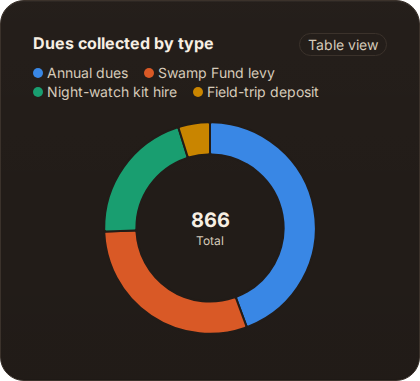 Dues collected by type
Table view
Annual dues
Swamp Fund levy
Night-watch kit hire
Field-trip deposit
866
Total